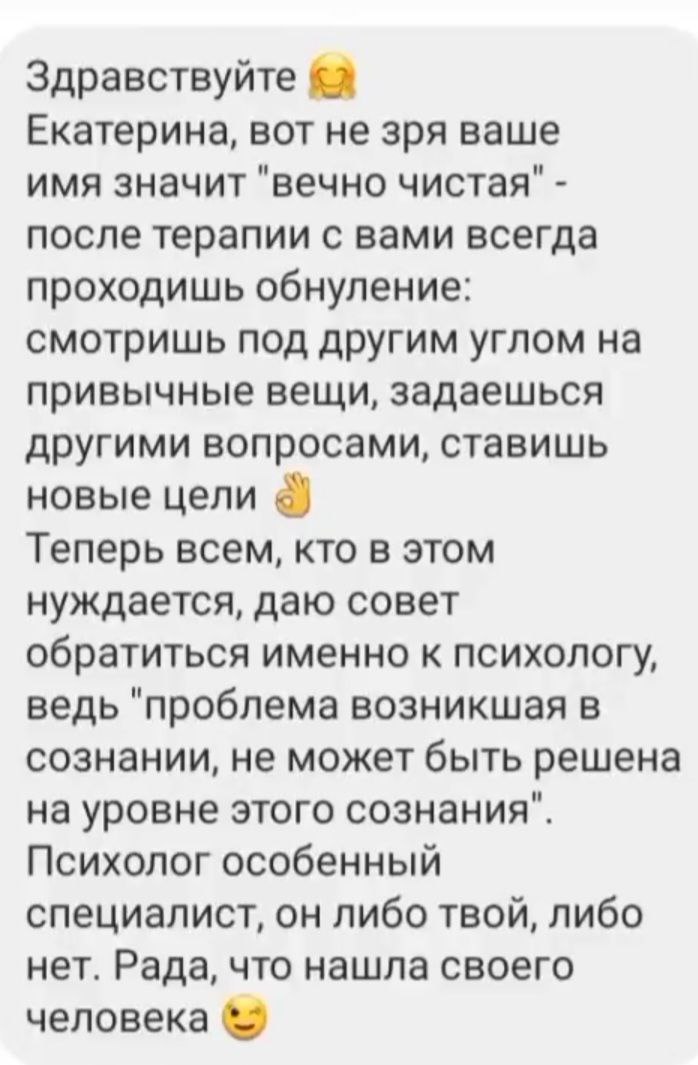 Здравствуйте 🤗
Екатерина, вот не зря ваше
имя значит "вечно чистая" -
после терапии с вами всегда
проходишь обнуление:
смотришь под другим углом на
привычные вещи, задаешься
другими вопросами, ставишь
новые цели 👌
Теперь всем, кто в этом
нуждается, даю совет
обратиться именно к психологу,
ведь "проблема возникшая в
сознании, не может быть решена
на уровне этого сознания".
Психолог особенный
специалист, он либо твой, либо
нет. Рада, что нашла своего
человека 😉